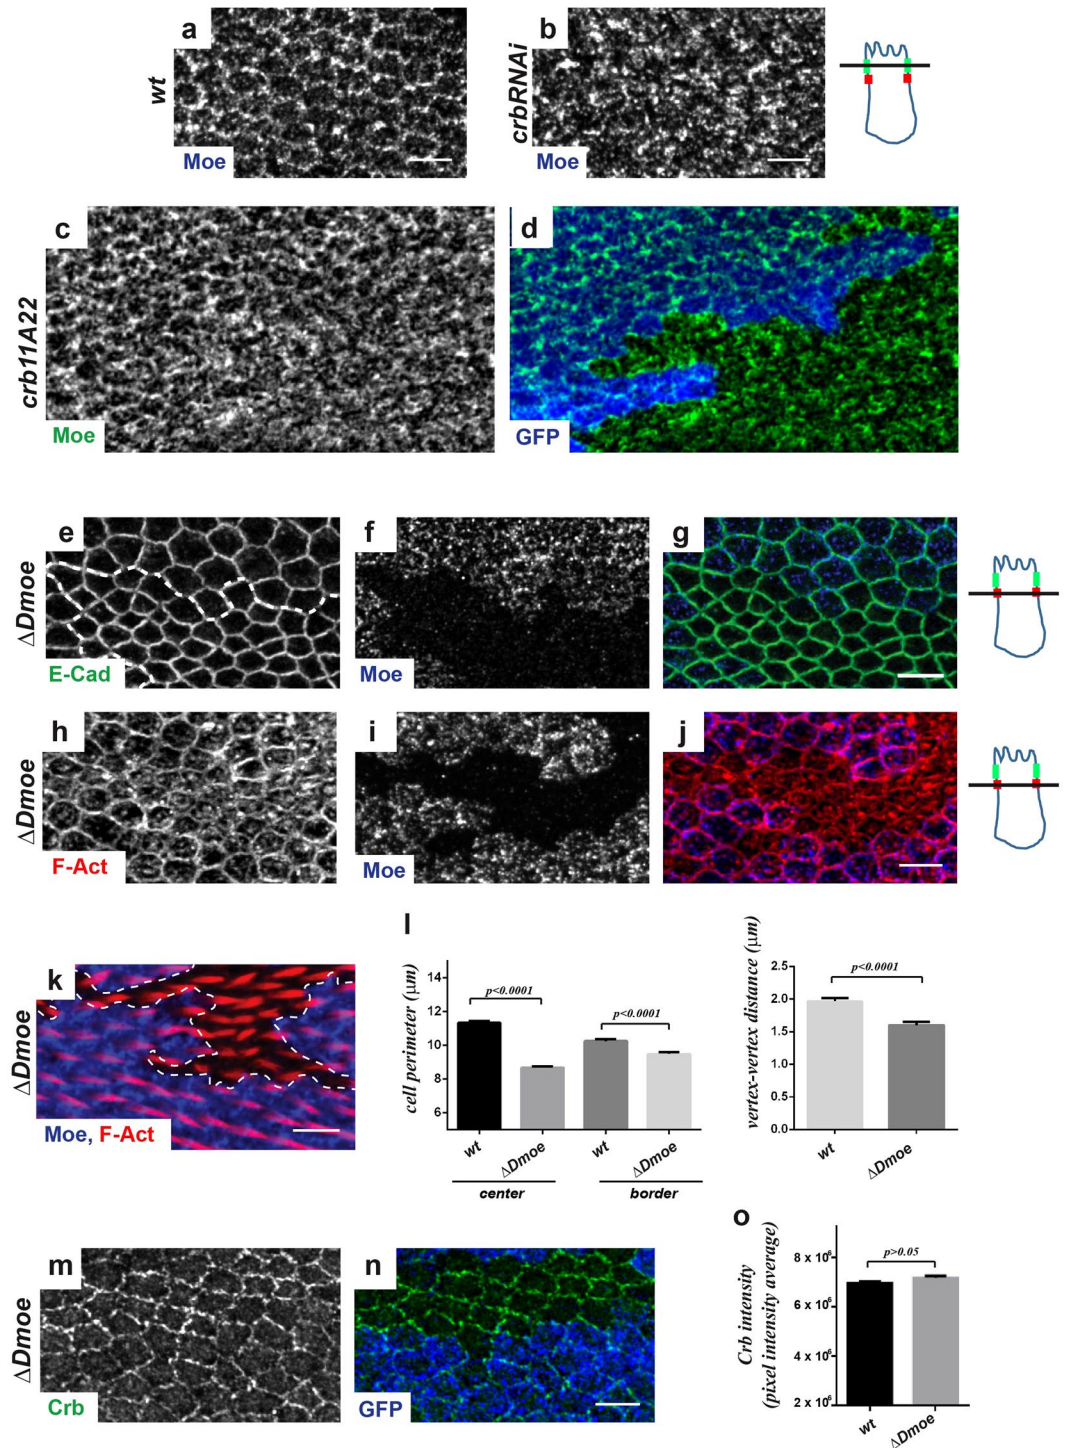 a
wt
Moe
b
crbRNAi
Moe
c
crb11A22
Moe
d
GFP
e
ΔDmoe
E-Cad
f
Moe
g
h
ΔDmoe
F-Act
i
Moe
j
k
ΔDmoe
Moe, F-Act
l
cell perimeter (μm)
14
12
10
8
6
p<0.0001
p<0.0001
wt
ΔDmoe
wt
ΔDmoe
center
border
vertex-vertex distance (μm)
2.5
2.0
1.5
1.0
0.5
0.0
p<0.0001
wt
ΔDmoe
m
ΔDmoe
Crb
n
GFP
o
Crb intensity
(pixel intensity average)
8 x 10⁶
6 x 10⁶
4 x 10⁶
2 x 10⁶
p>0.05
wt
ΔDmoe